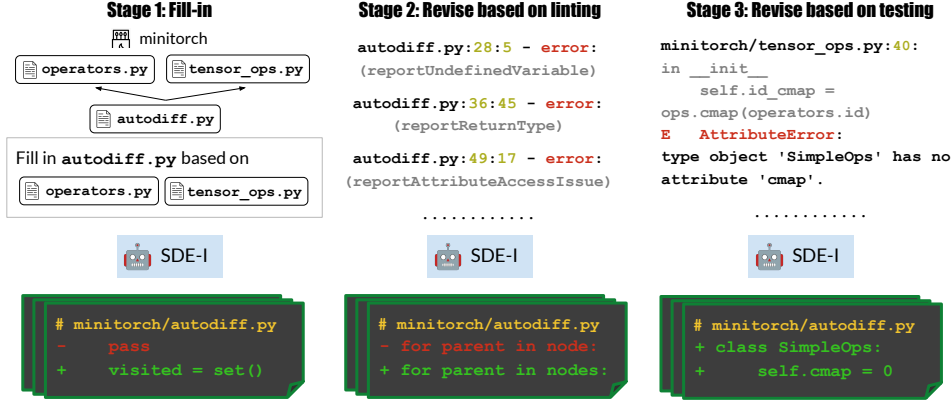 Stage 1: Fill-in
minitorch
operators.py
tensor_ops.py
autodiff.py
Fill in autodiff.py based on
operators.py
tensor_ops.py
SDE-I
# minitorch/autodiff.py
- pass
+ visited = set()
Stage 2: Revise based on linting
autodiff.py:28:5 - error:
(reportUndefinedVariable)
autodiff.py:36:45 - error:
(reportReturnType)
autodiff.py:49:17 - error:
(reportAttributeAccessIssue)
............
SDE-I
# minitorch/autodiff.py
- for parent in node:
+ for parent in nodes:
Stage 3: Revise based on testing
minitorch/tensor_ops.py:40:
in __init__
self.id_cmap =
ops.cmap(operators.id)
E AttributeError:
type object 'SimpleOps' has no
attribute 'cmap'.
............
SDE-I
# minitorch/autodiff.py
+ class SimpleOps:
+ self.cmap = 0